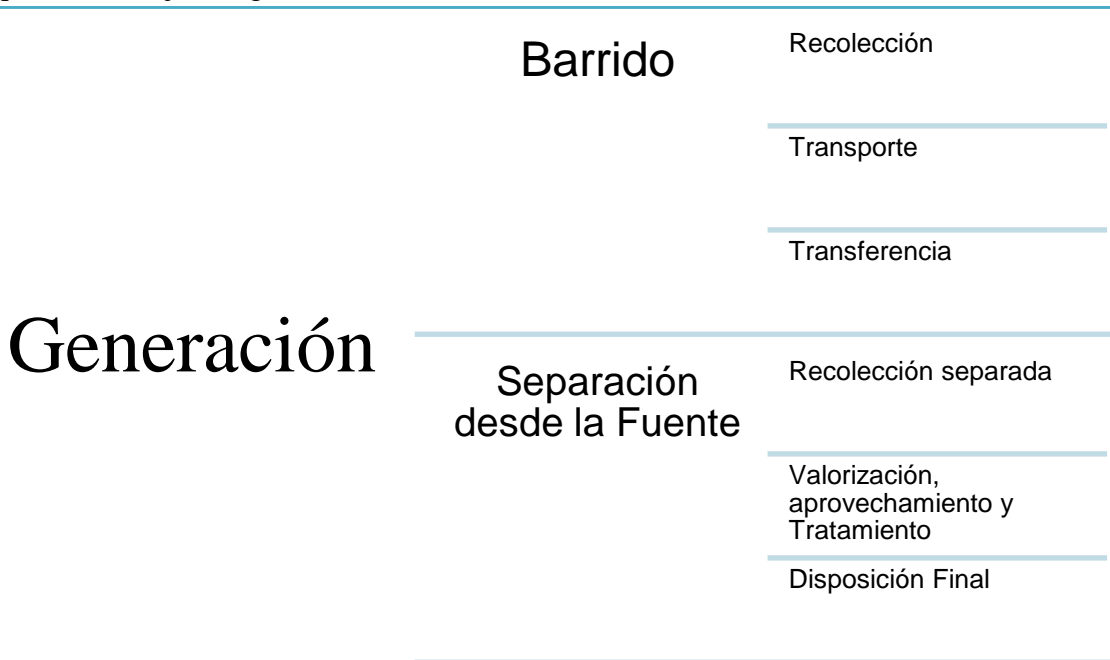 Generación
Barrido
Recolección
Transporte
Transferencia
Separación
desde la Fuente
Recolección separada
Valorización,
aprovechamiento y
Tratamiento
Disposición Final